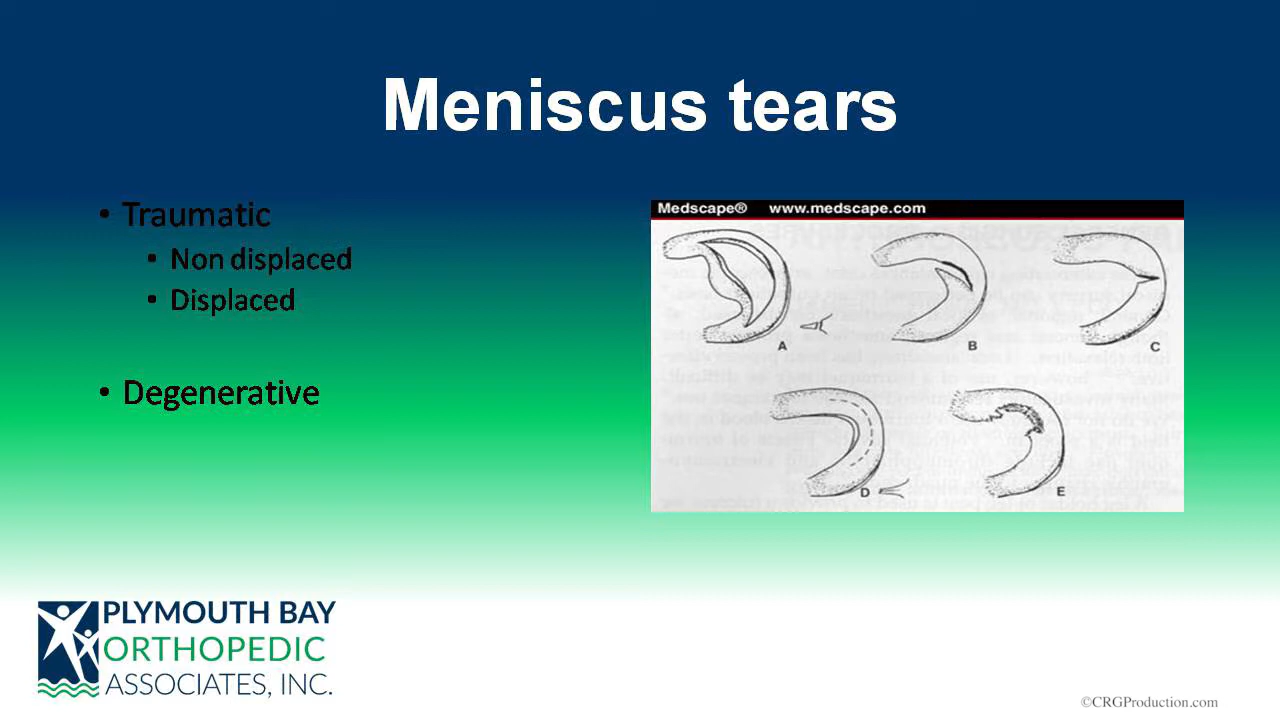 Meniscus tears
• Traumatic
• Non displaced
• Displaced
• Degenerative
Medscape® www.medscape.com
A
B
C
D
E
PLYMOUTH BAY
ORTHOPEDIC
ASSOCIATES, INC.
©CRGProduction.com